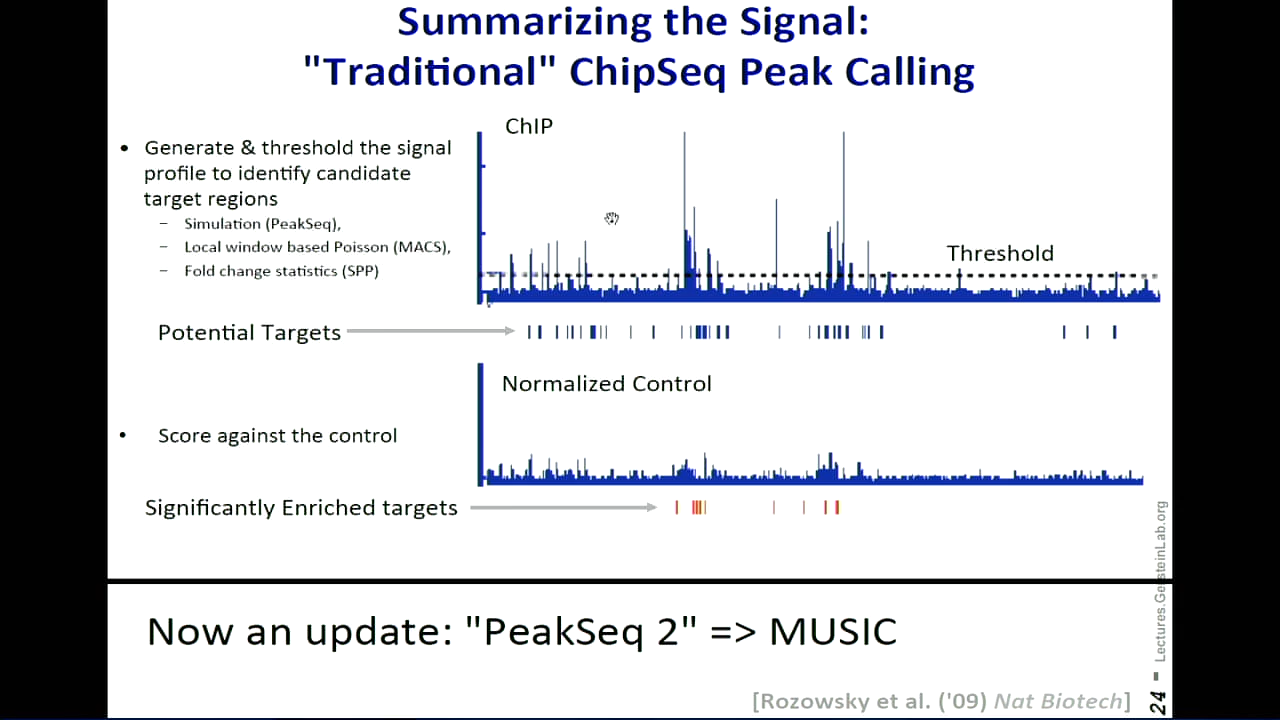 Summarizing the Signal:
"Traditional" ChipSeq Peak Calling
• Generate & threshold the signal
profile to identify candidate
target regions
– Simulation (PeakSeq),
– Local window based Poisson (MACS),
– Fold change statistics (SPP)
ChIP
Threshold
Potential Targets
Normalized Control
• Score against the control
Significantly Enriched targets
Now an update: "PeakSeq 2" => MUSIC
[Rozowsky et al. ('09) Nat Biotech]
24 - Lectures.GersteinLab.org